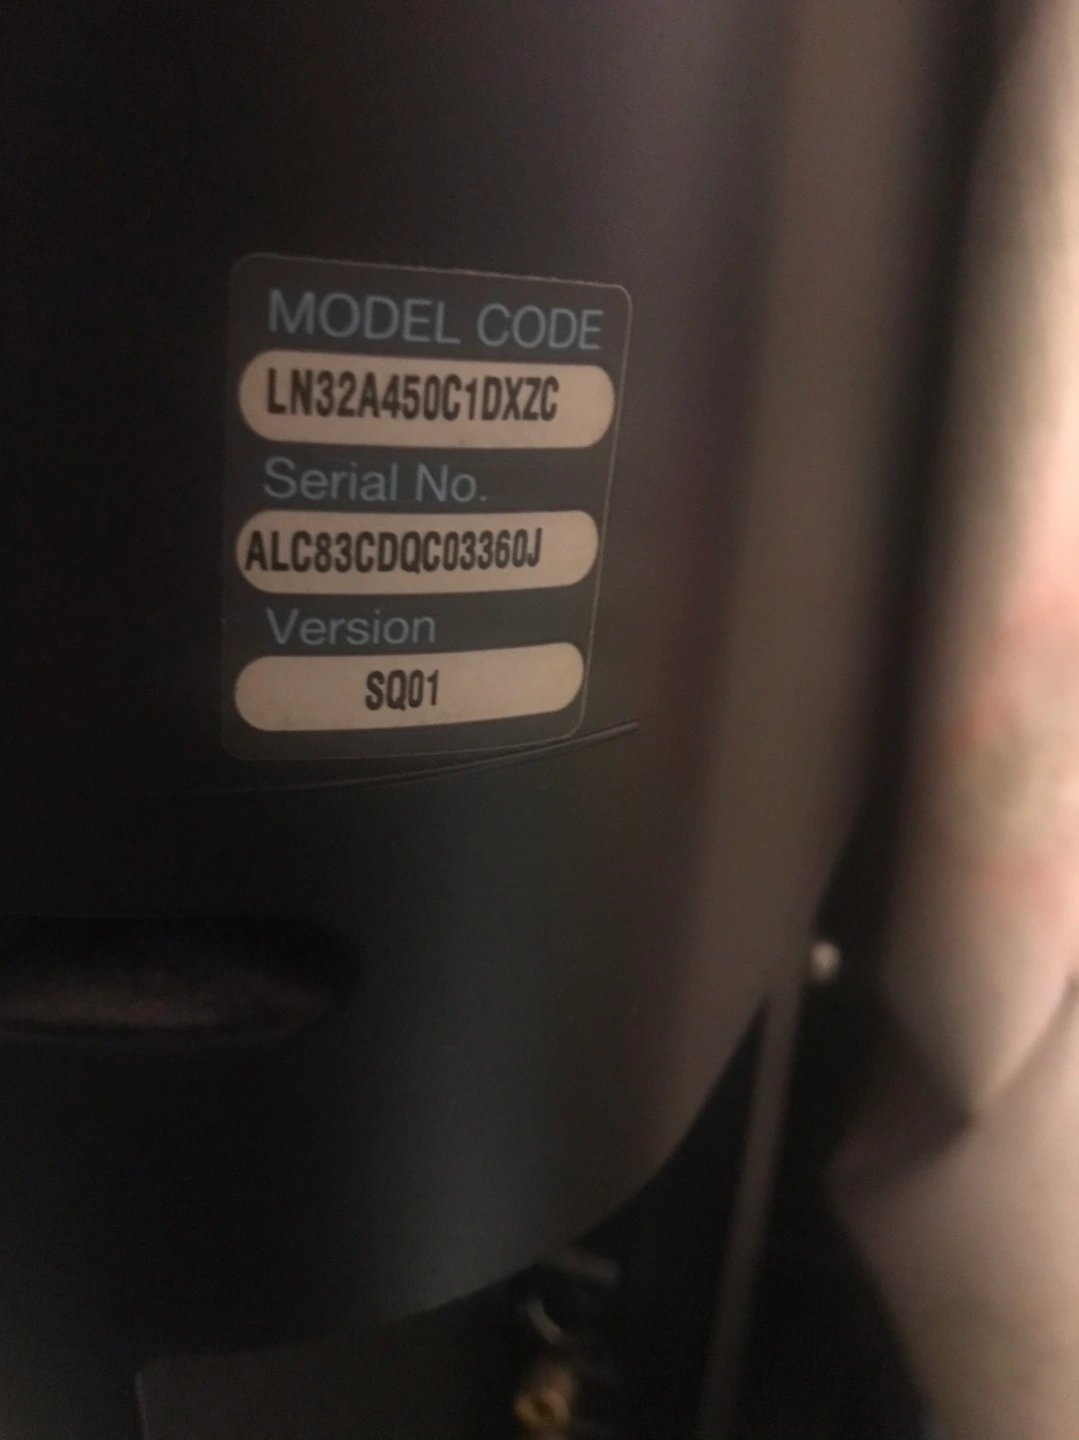 MODEL CODE
LN32A450C1DXZC
Serial No.
ALC83CDQC03360J
Version
SQ01